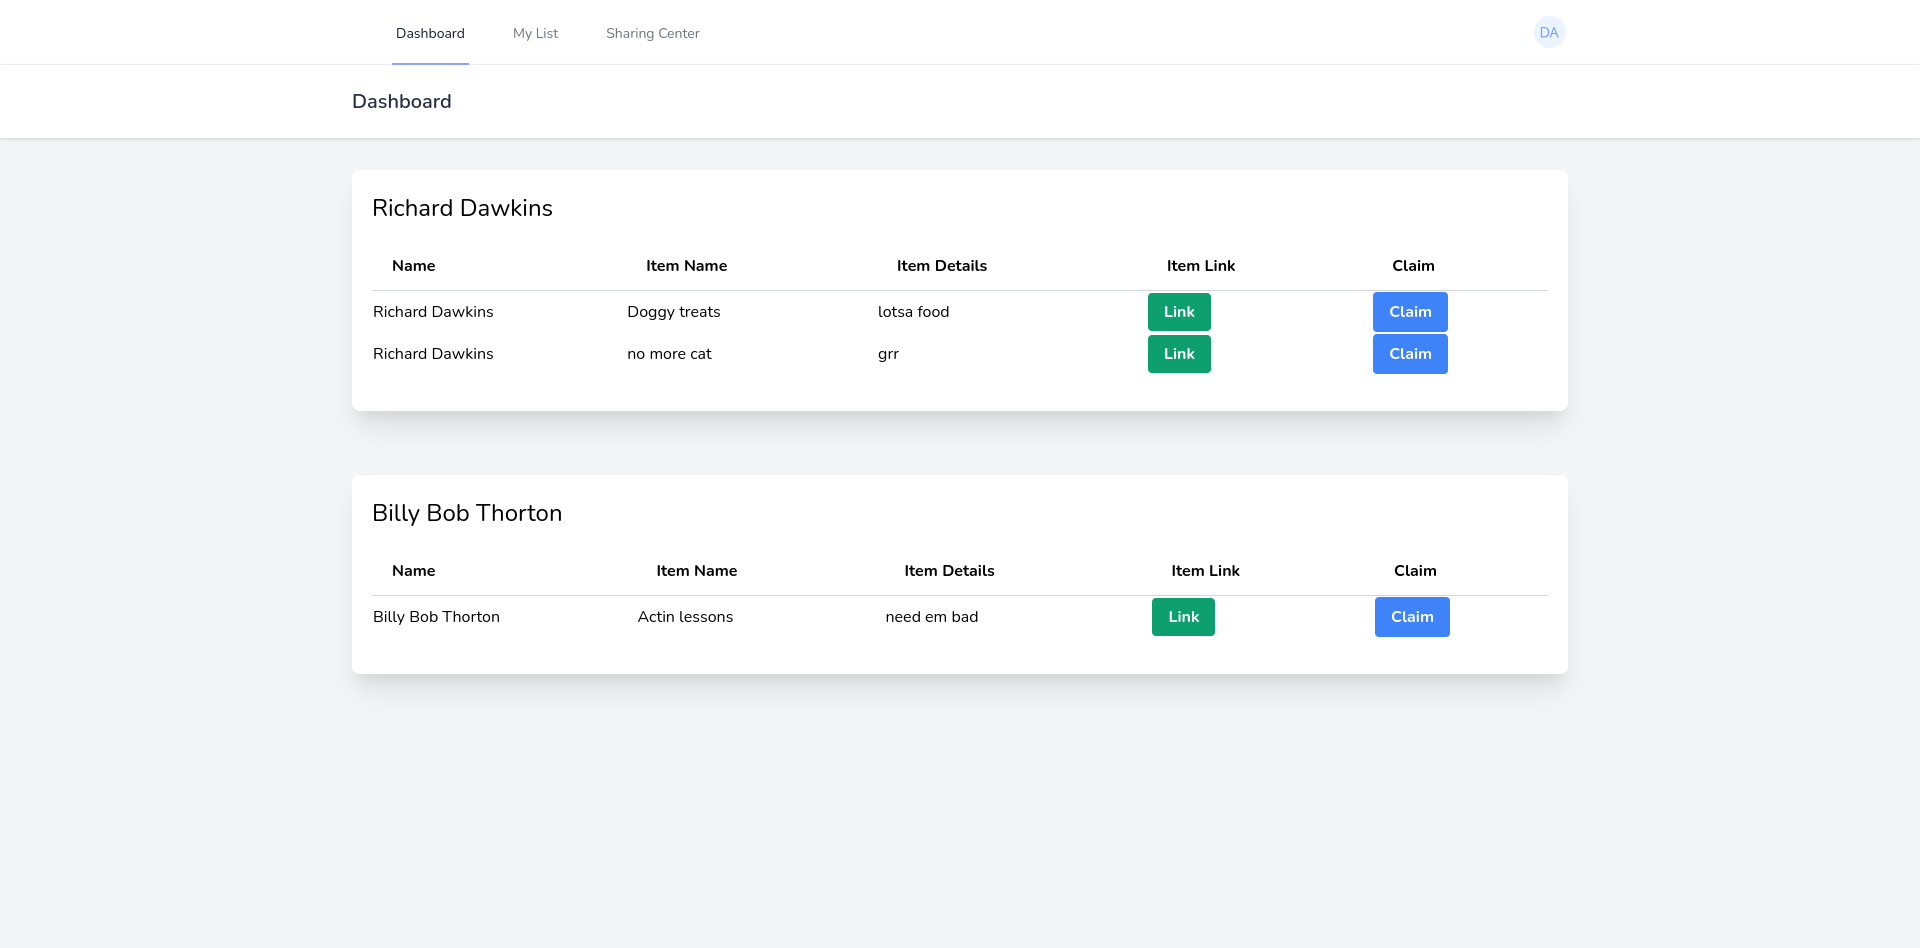 Dashboard My List Sharing Center DA
Dashboard
Richard Dawkins
Name Item Name Item Details Item Link Claim
Richard Dawkins Doggy treats lotsa food Link Claim
Richard Dawkins no more cat grr Link Claim
Billy Bob Thorton
Name Item Name Item Details Item Link Claim
Billy Bob Thorton Actin lessons need em bad Link Claim